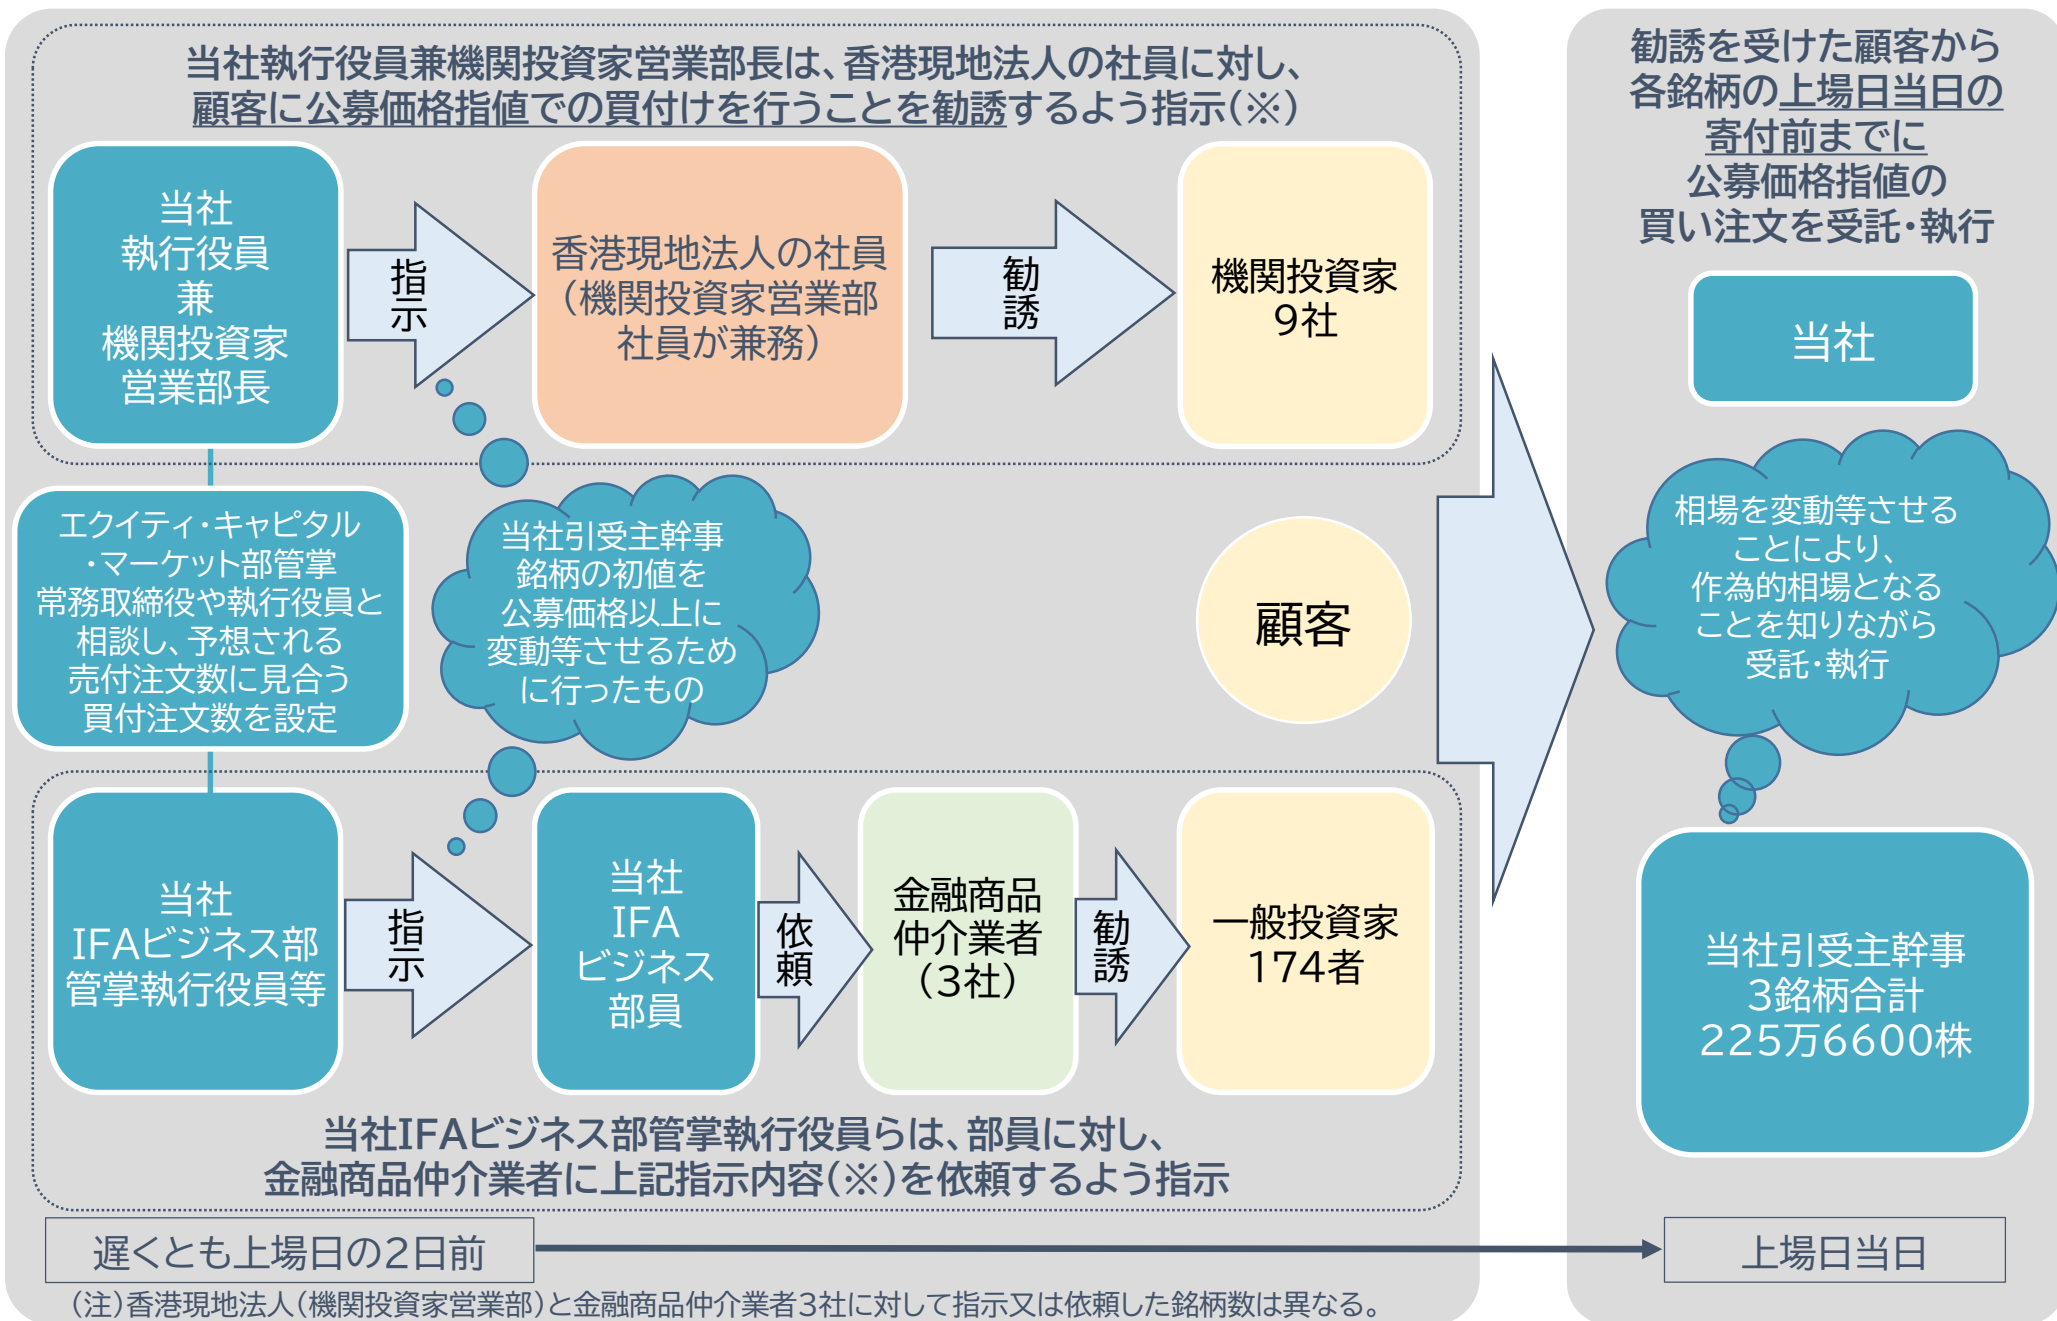 当社執行役員兼機関投資家営業部長は、香港現地法人の社員に対し、
顧客に公募価格指値での買付けを行うことを勧誘するよう指示(※)
当社
執行役員
兼
機関投資家
営業部長
指示
香港現地法人の社員
(機関投資家営業部
社員が兼務)
勧誘
機関投資家
9社
エクイティ・キャピタル
・マーケット部管掌
常務取締役や執行役員と
相談し、予想される
売付注文数に見合う
買付注文数を設定
当社引受主幹事
銘柄の初値を
公募価格以上に
変動等させるため
に行ったもの
顧客
当社
IFAビジネス部
管掌執行役員等
指示
当社
IFA
ビジネス
部員
依頼
金融商品
仲介業者
(3社)
勧誘
一般投資家
174者
当社IFAビジネス部管掌執行役員らは、部員に対し、
金融商品仲介業者に上記指示内容(※)を依頼するよう指示
遅くとも上場日の2日前
(注)香港現地法人(機関投資家営業部)と金融商品仲介業者3社に対して指示又は依頼した銘柄数は異なる。
勧誘を受けた顧客から
各銘柄の上場日当日の
寄付前までに
公募価格指値の
買い注文を受託・執行
当社
相場を変動等させる
ことにより、
作為的相場となる
ことを知りながら
受託・執行
当社引受主幹事
3銘柄合計
225万6600株
上場日当日